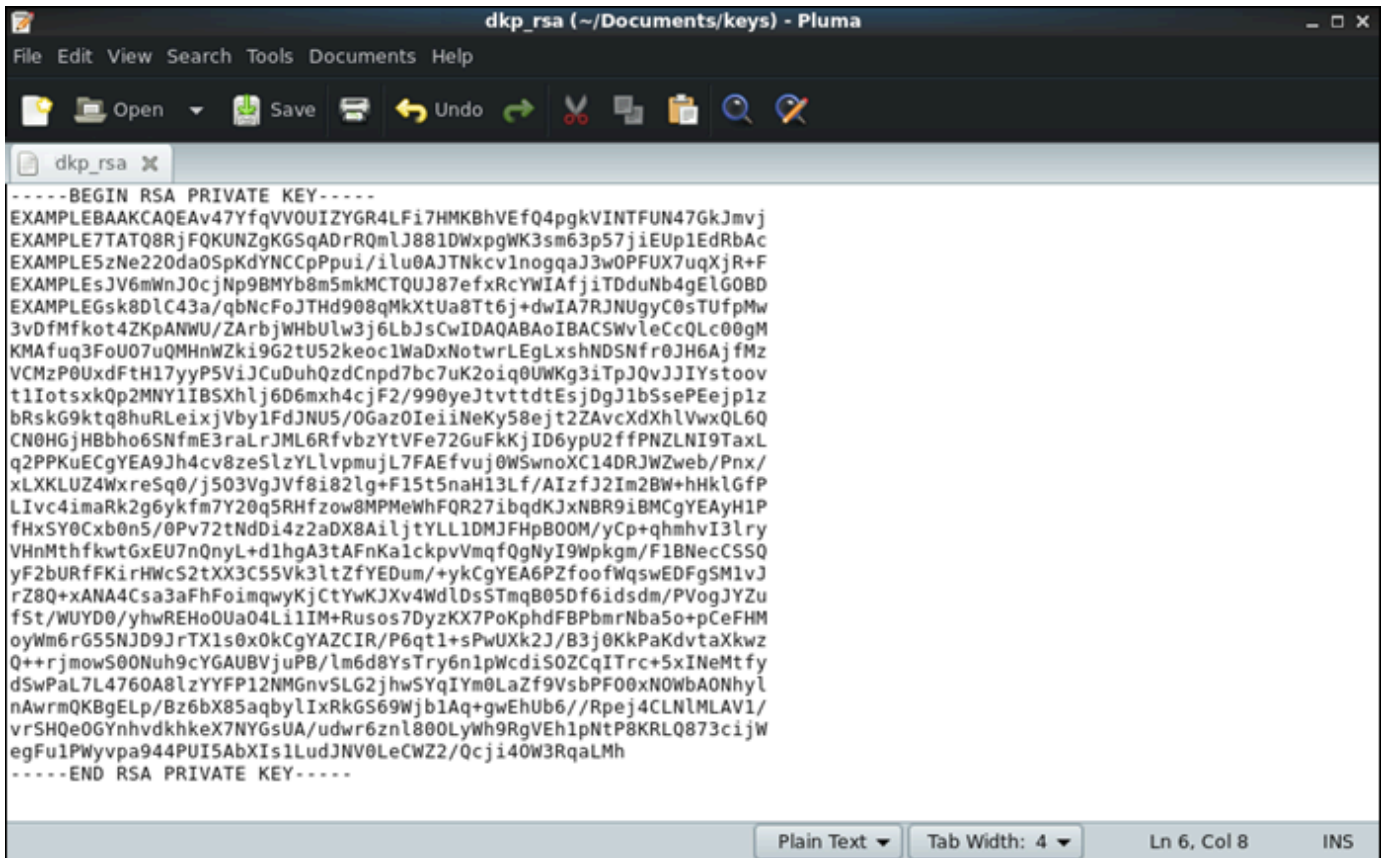 dkp_rsa (~/Documents/keys) - Pluma
File Edit View Search Tools Documents Help
Open Save Undo
dkp_rsa
-----BEGIN RSA PRIVATE KEY-----
EXAMPLEBAAKCAQEAv47YfqVVOUIZYGR4LFi7HMKBhVEfQ4pgkVINTFUN47GkJmvj
EXAMPLE7TATQ8RjFQKUNZgKGSqADrRQmlJ881DWxpgWK3sm63p57jiEUp1EdRbAc
EXAMPLE5zNe22OdaOSpKdYNCCpPpui/ilu0AJTNkcv1nogqaJ3wOPFUX7uqXjR+F
EXAMPLEsJV6mWnJOcjNp9BMYb8m5mkMCTQUJ87efxRcYWIAfjiTDduNb4gElGOBD
EXAMPLEGsk8DlC43a/qbNcFoJTHd908qMkXtUa8Tt6j+dwIA7RJNUgyC0sTUfpMw
3vDfMfkot4ZKpANWU/ZArbjWHbUlw3j6LbJsCwIDAQABAoIBACSWvleCcQLc00gM
KMAfuq3FoUO7uQMHnWZki9G2tU52keoc1WaDxNotwrLEgLxshNDSNfr0JH6AjfMz
VCMzP0UxdFtH17yyP5ViJCuDuhQzdCnpd7bc7uK2oiq0UWKg3iTpJQvJJIYstoov
t1IotsxkQp2MNY1IBSXhlj6D6mxh4cjF2/990yeJtvttdtEsjDgJ1bSsePEejp1z
bRskG9ktq8huRLeixjVby1FdJNU5/OGazOIeiiNeKy58ejt2ZAvcXdXhlVwxQL6Q
CN0HGjHBbho6SNfmE3raLrJML6RfvbzYtVFe72GuFkKjID6ypU2ffPNZLNI9TaxL
q2PPKuECgYEA9Jh4cv8zeSlzYLlvpmujL7FAEfvuj0WSwnoXC14DRJWZweb/Pnx/
xLXKLUZ4WxreSq0/j5O3VgJVf8i82lg+F15t5naH13Lf/AIzfJ2Im2BW+hHklGfP
LIvc4imaRk2g6ykfm7Y20q5RHfzow8MPMeWhFQR27ibqdKJxNBR9iBMCgYEAyH1P
fHxSY0Cxb0n5/0Pv72tNdDi4z2aDX8AiljtYLL1DMJFHpBOOM/yCp+qhmhvI3lry
VHnMthfkwtGxEU7nQnyL+d1hgA3tAFnKa1ckpvVmqfQgNyI9Wpkgm/F1BNecCSSQ
yF2bURfFKirHWcS2tXX3C55Vk3ltZfYEDum/+ykCgYEA6PZfoofWqswEDFgSM1vJ
rZ8Q+xANA4Csa3aFhFoimqwyKjCtYwKJXv4WdlDsSTmqB05Df6idsdm/PVogJYZu
fSt/WUYD0/yhwREHoOUaO4Li1IM+Rusos7DyzKX7PoKphdFBPbmrNba5o+pCeFHM
oyWm6rG55NJD9JrTX1s0xOkCgYAZCIR/P6qt1+sPwUXk2J/B3j0KkPaKdvtaXkwz
Q++rjmowS0ONuh9cYGAUBVjuPB/lm6d8YsTry6n1pWcdiSOZCqITrc+5xINeMtfy
dSwPaL7L476OA8lzYYFP12NMGnvSLG2jhwSYqIYm0LaZf9VsbPFO0xNOWbAONhyl
nAwrmQKBgELp/Bz6bX85aqbylIxRkGS69Wjb1Aq+gwEhUb6//Rpej4CLNlMLAV1/
vrSHQeOGYnhvdkhkeX7NYGsUA/udwr6znl80OLyWh9RgVEh1pNtP8KRLQ873cijW
egFu1PWyvpa944PUI5AbXIs1LudJNV0LeCWZ2/Qcji4OW3RqaLMh
-----END RSA PRIVATE KEY-----
Plain Text Tab Width: 4 Ln 6, Col 8 INS